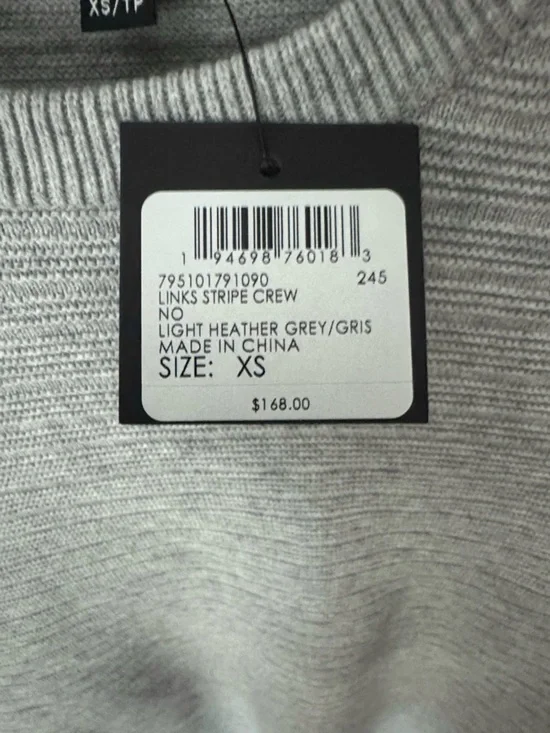 XS/TP
1 94698 76018 3
795101791090 245
LINKS STRIPE CREW
NO
LIGHT HEATHER GREY/GRIS
MADE IN CHINA
SIZE: XS
$168.00